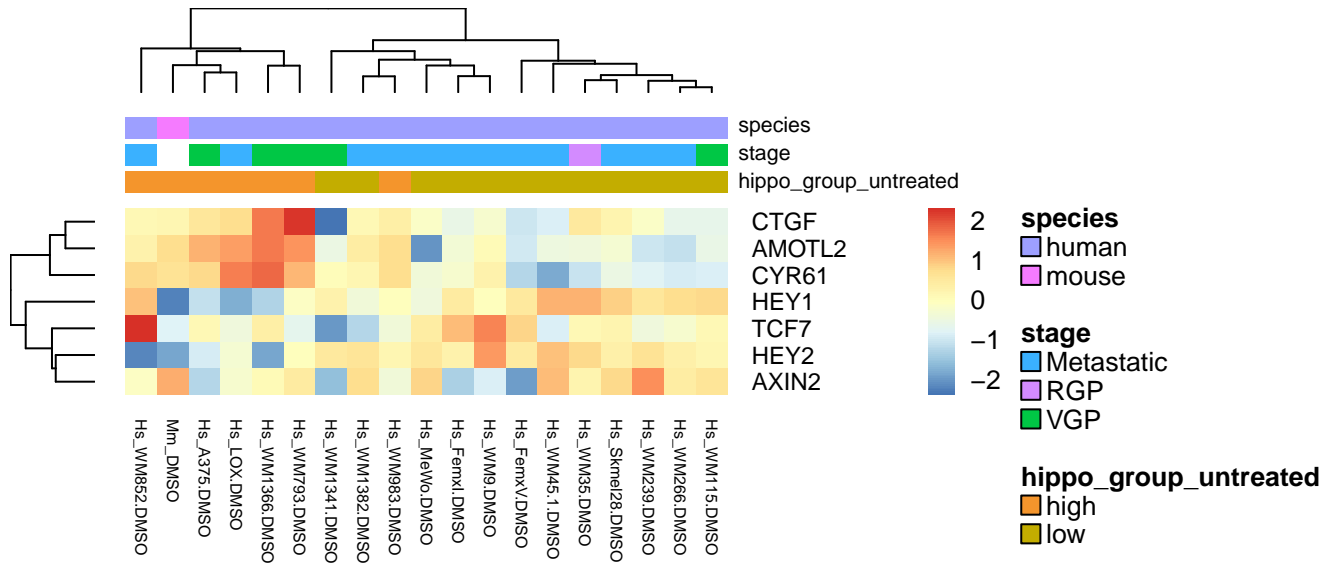 species
stage
hippo_group_untreated
CTGF
AMOTL2
CYR61
HEY1
TCF7
HEY2
AXIN2
2
1
0
−1
−2
species
human
mouse
stage
Metastatic
RGP
VGP
hippo_group_untreated
high
low
Hs_WM852.DMSO
Mm_DMSO
Hs_A375.DMSO
Hs_LOX.DMSO
Hs_WM1366.DMSO
Hs_WM793.DMSO
Hs_WM1341.DMSO
Hs_WM1382.DMSO
Hs_WM983.DMSO
Hs_MeWo.DMSO
Hs_FemxI.DMSO
Hs_WM9.DMSO
Hs_FemxV.DMSO
Hs_WM45.1.DMSO
Hs_WM35.DMSO
Hs_Skmel28.DMSO
Hs_WM239.DMSO
Hs_WM266.DMSO
Hs_WM115.DMSO